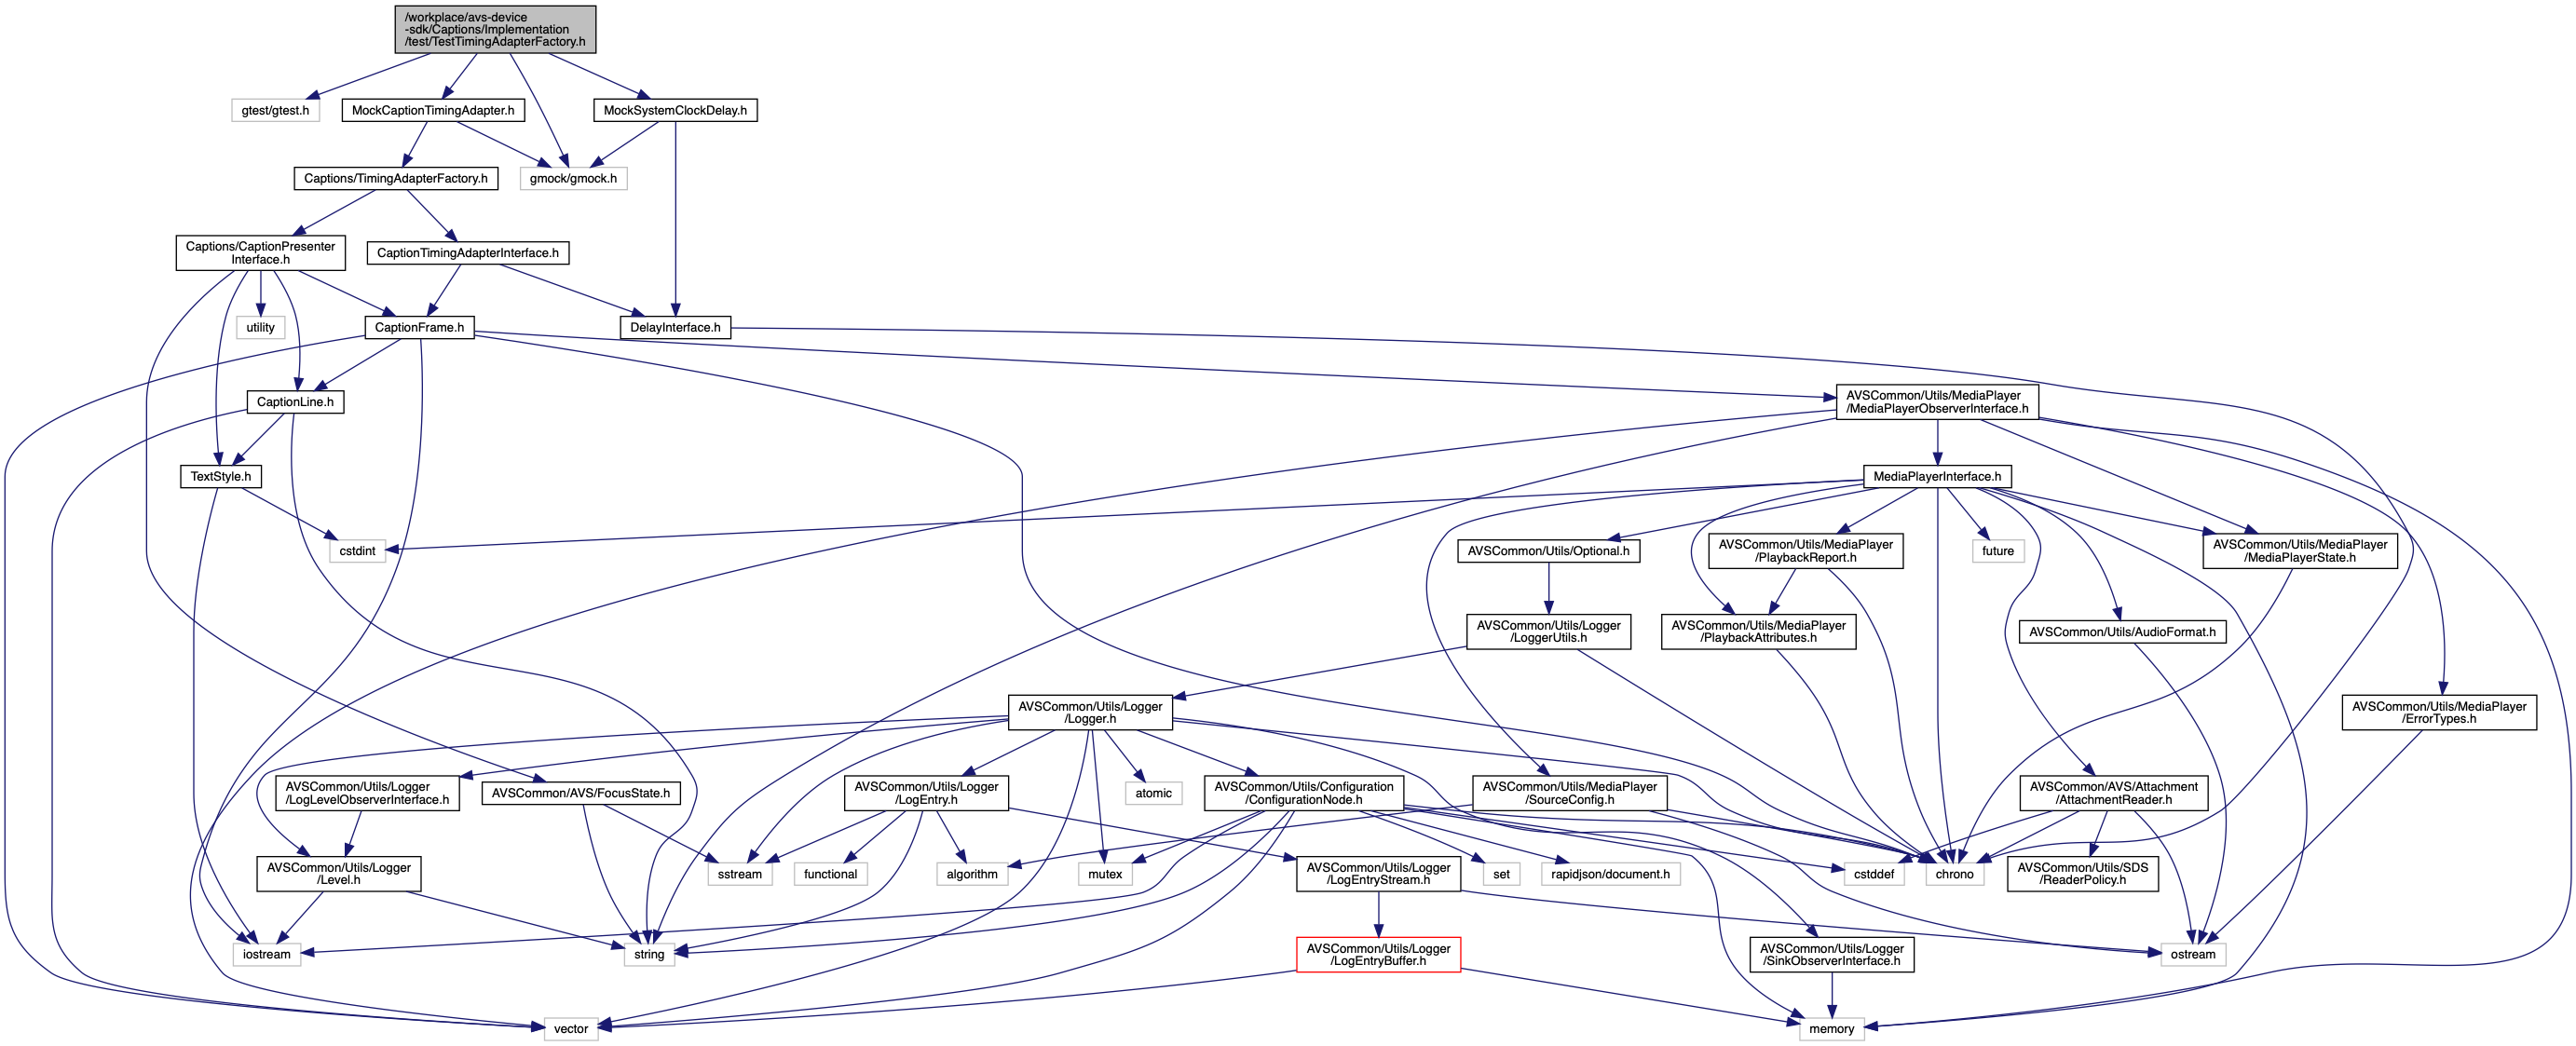 /workplace/avs-device
-sdk/Captions/Implementation
/test/TestTimingAdapterFactory.h
gtest/gtest.h
MockCaptionTimingAdapter.h
MockSystemClockDelay.h
Captions/TimingAdapterFactory.h
gmock/gmock.h
Captions/CaptionPresenter
Interface.h
CaptionTimingAdapterInterface.h
utility
CaptionFrame.h
DelayInterface.h
CaptionLine.h
AVSCommon/Utils/MediaPlayer
/MediaPlayerObserverInterface.h
TextStyle.h
MediaPlayerInterface.h
cstdint
AVSCommon/Utils/Optional.h
AVSCommon/Utils/MediaPlayer
/PlaybackReport.h
future
AVSCommon/Utils/MediaPlayer
/MediaPlayerState.h
AVSCommon/Utils/Logger
/LoggerUtils.h
AVSCommon/Utils/MediaPlayer
/PlaybackAttributes.h
AVSCommon/Utils/AudioFormat.h
AVSCommon/Utils/Logger
/Logger.h
AVSCommon/Utils/MediaPlayer
/ErrorTypes.h
AVSCommon/Utils/Logger
/LogLevelObserverInterface.h
AVSCommon/AVS/FocusState.h
AVSCommon/Utils/Logger
/LogEntry.h
atomic
AVSCommon/Utils/Configuration
/ConfigurationNode.h
AVSCommon/Utils/MediaPlayer
/SourceConfig.h
AVSCommon/AVS/Attachment
/AttachmentReader.h
AVSCommon/Utils/Logger
/Level.h
sstream
functional
algorithm
mutex
AVSCommon/Utils/Logger
/LogEntryStream.h
set
rapidjson/document.h
cstddef
chrono
AVSCommon/Utils/SDS
/ReaderPolicy.h
iostream
string
AVSCommon/Utils/Logger
/LogEntryBuffer.h
AVSCommon/Utils/Logger
/SinkObserverInterface.h
ostream
vector
memory